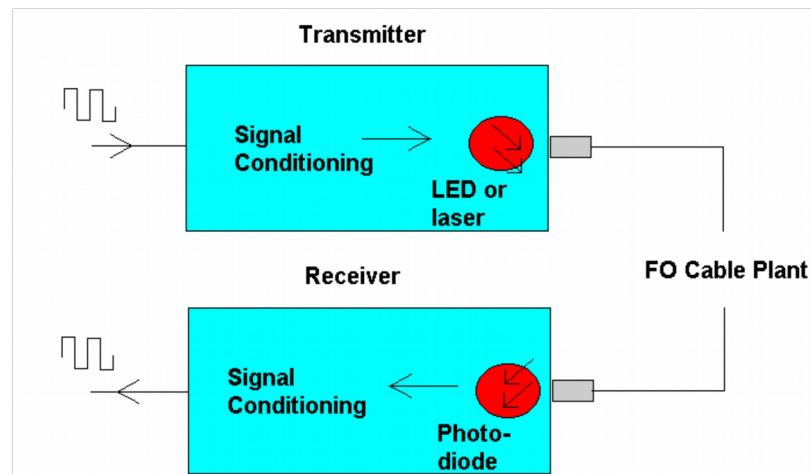 Transmitter
Signal
Conditioning
LED or
laser
FO Cable Plant
Receiver
Signal
Conditioning
Photo-
diode